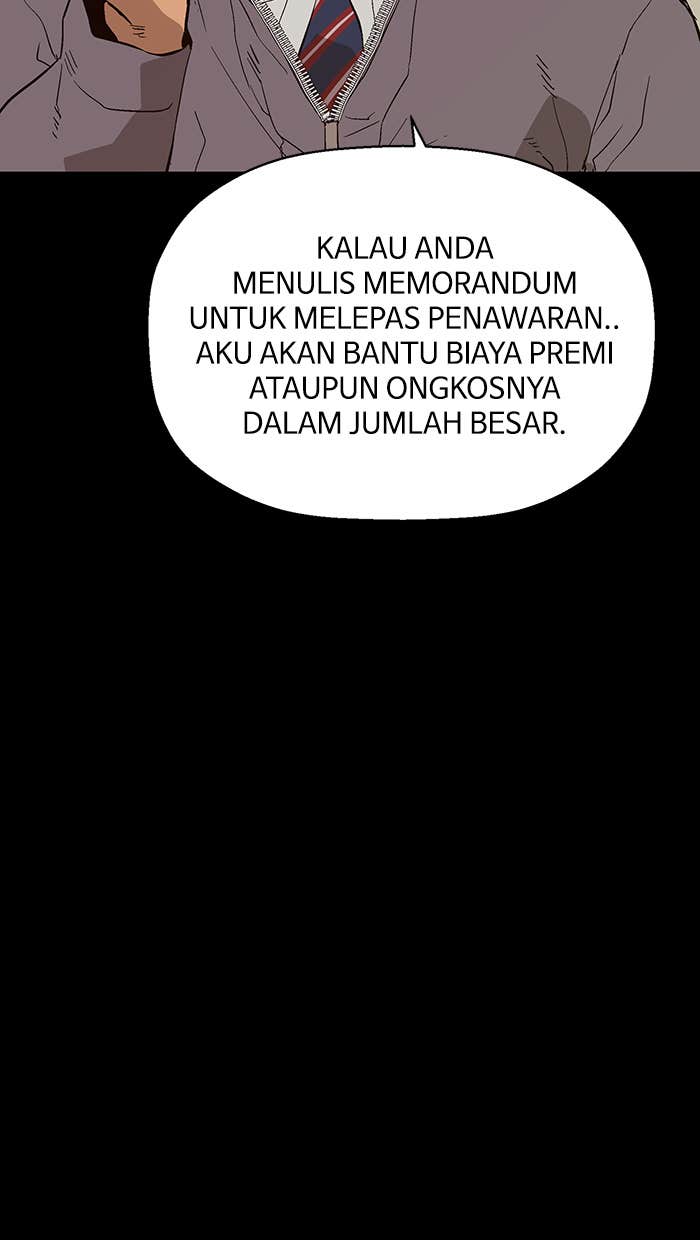 KALAU ANDA
MENULIS MEMORANDUM
UNTUK MELEPAS PENAWARAN..
AKU AKAN BANTU BIAYA PREMI
ATAUPUN ONGKOSNYA
DALAM JUMLAH BESAR.